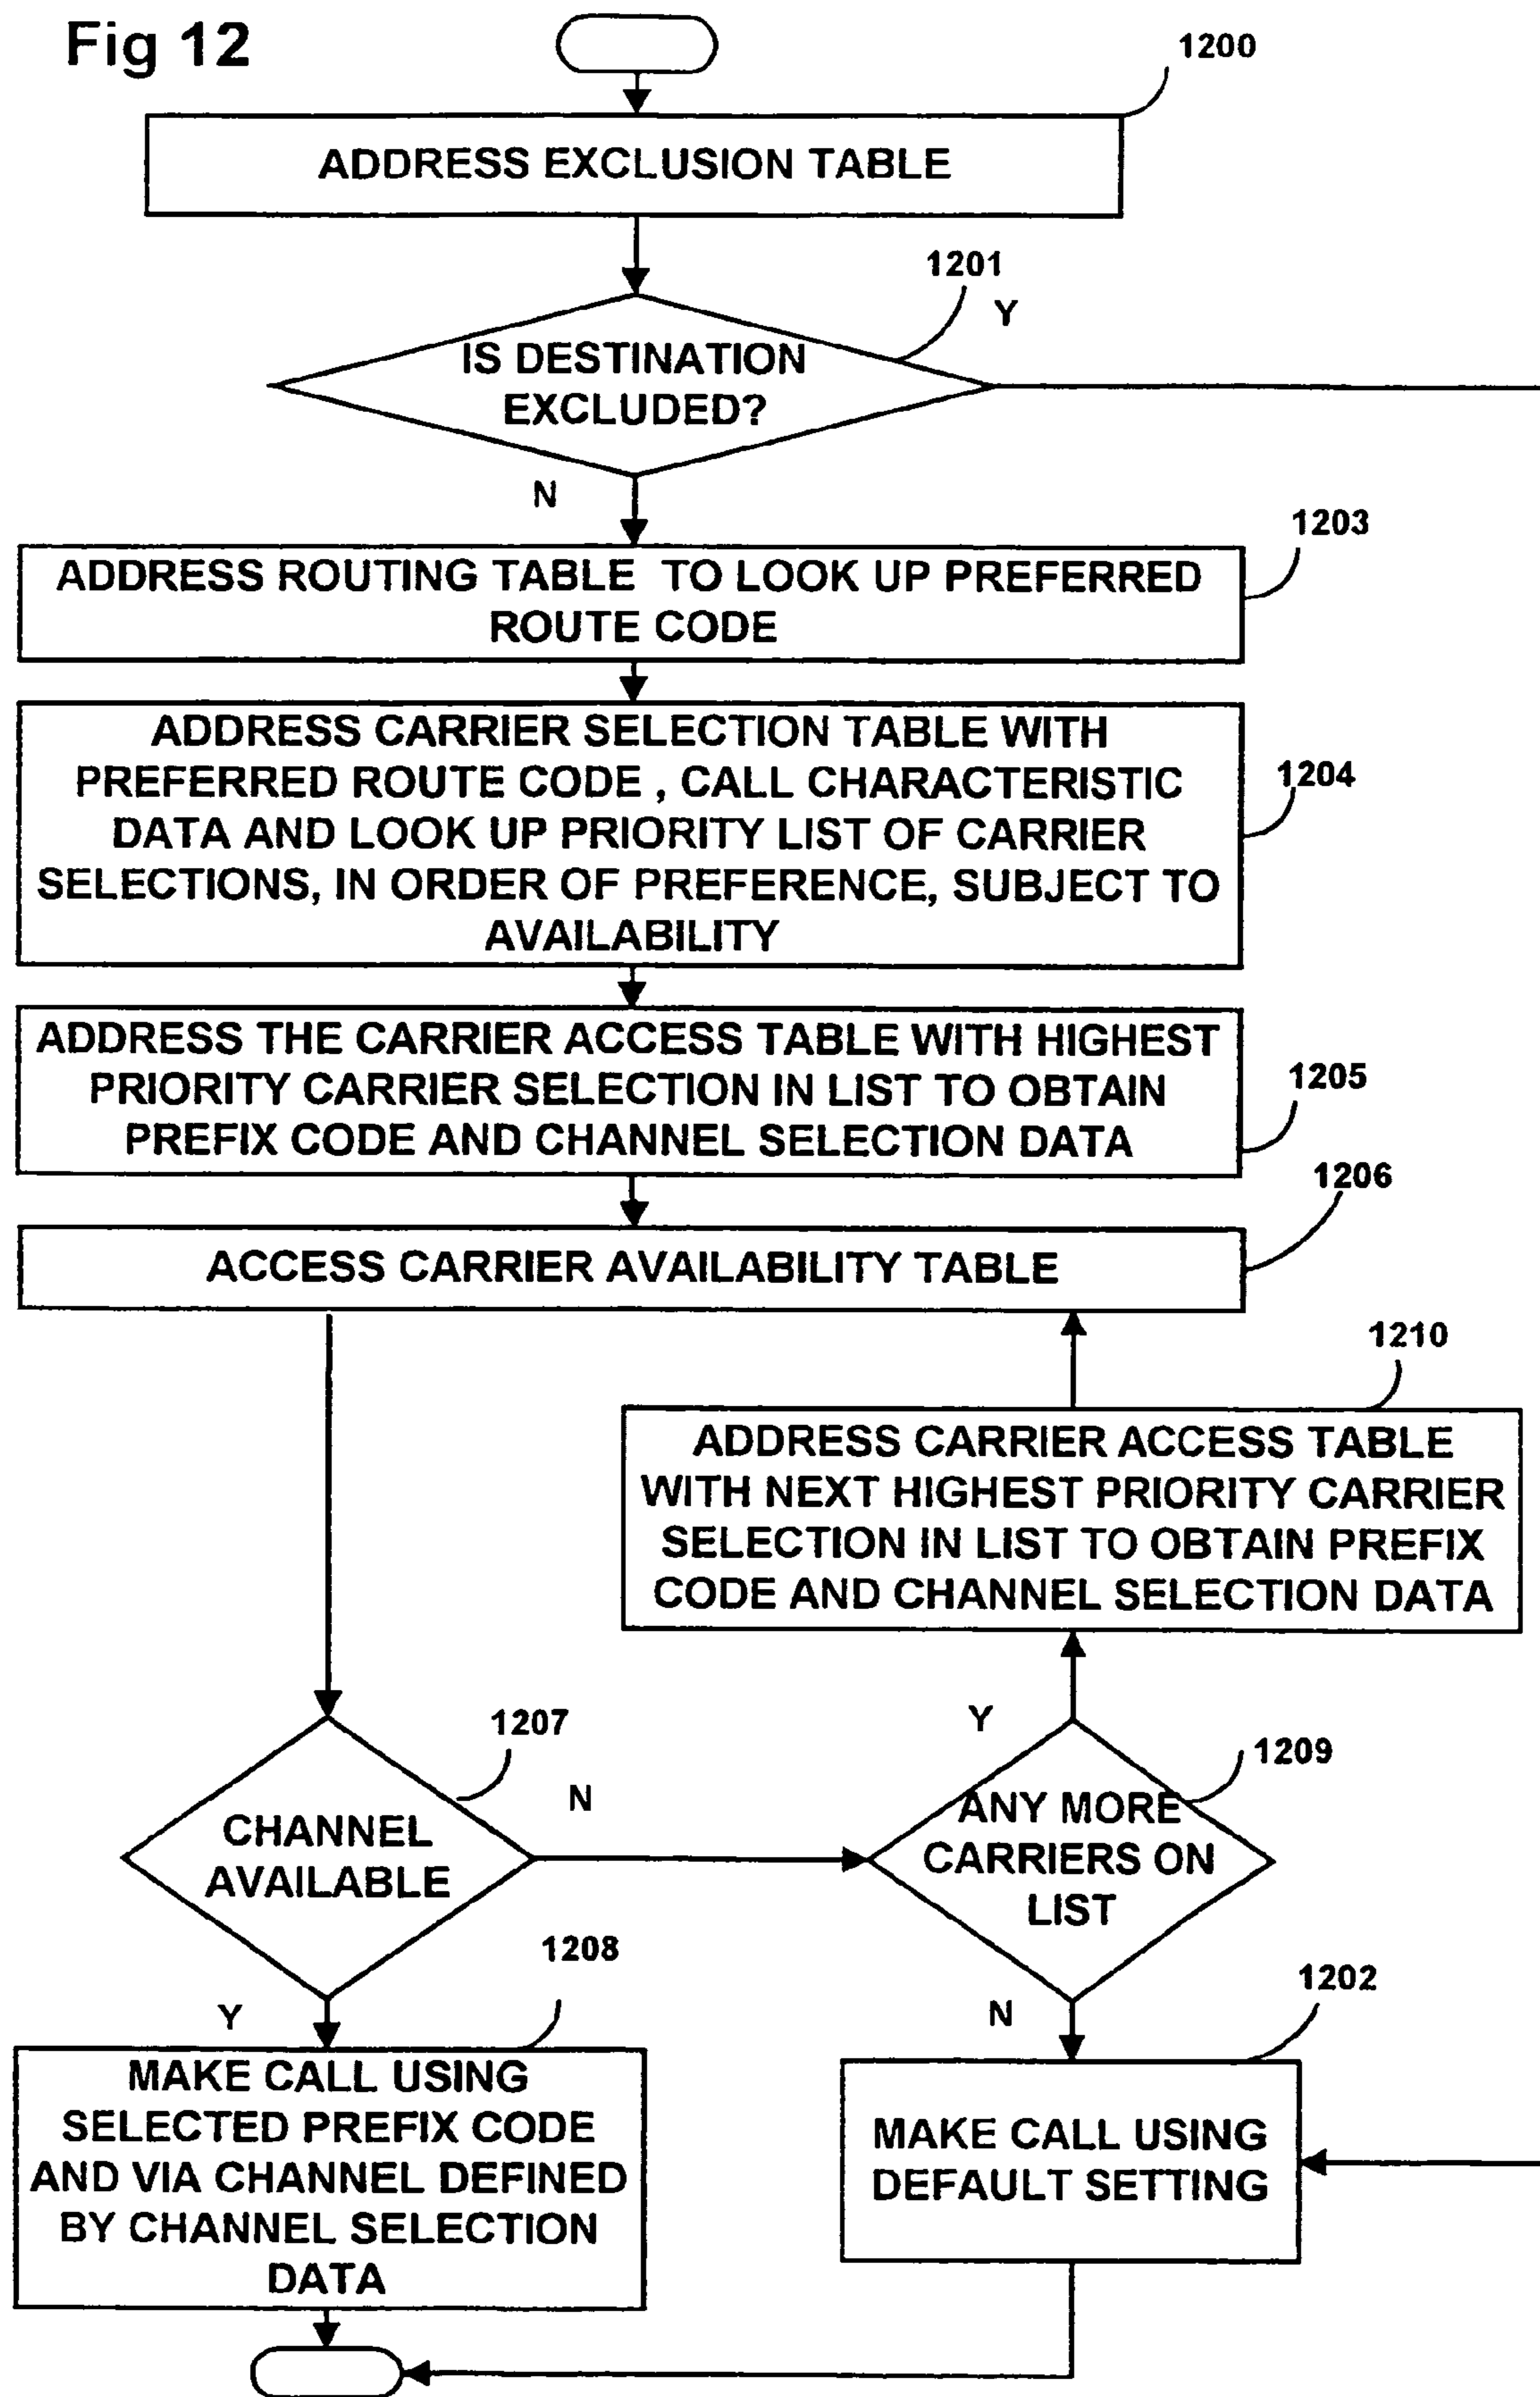 Fig 12
1200
ADDRESS EXCLUSION TABLE
1201
Y
IS DESTINATION
EXCLUDED?
N
1203
ADDRESS ROUTING TABLE TO LOOK UP PREFERRED
ROUTE CODE
ADDRESS CARRIER SELECTION TABLE WITH
PREFERRED ROUTE CODE , CALL CHARACTERISTIC
DATA AND LOOK UP PRIORITY LIST OF CARRIER
SELECTIONS, IN ORDER OF PREFERENCE, SUBJECT TO
AVAILABILITY
1204
ADDRESS THE CARRIER ACCESS TABLE WITH HIGHEST
PRIORITY CARRIER SELECTION IN LIST TO OBTAIN
PREFIX CODE AND CHANNEL SELECTION DATA
1205
1206
ACCESS CARRIER AVAILABILITY TABLE
1210
ADDRESS CARRIER ACCESS TABLE
WITH NEXT HIGHEST PRIORITY CARRIER
SELECTION IN LIST TO OBTAIN PREFIX
CODE AND CHANNEL SELECTION DATA
1207
N
CHANNEL
AVAILABLE
Y
1209
ANY MORE
CARRIERS ON
LIST
1208
Y
MAKE CALL USING
SELECTED PREFIX CODE
AND VIA CHANNEL DEFINED
BY CHANNEL SELECTION
DATA
N
1202
MAKE CALL USING
DEFAULT SETTING